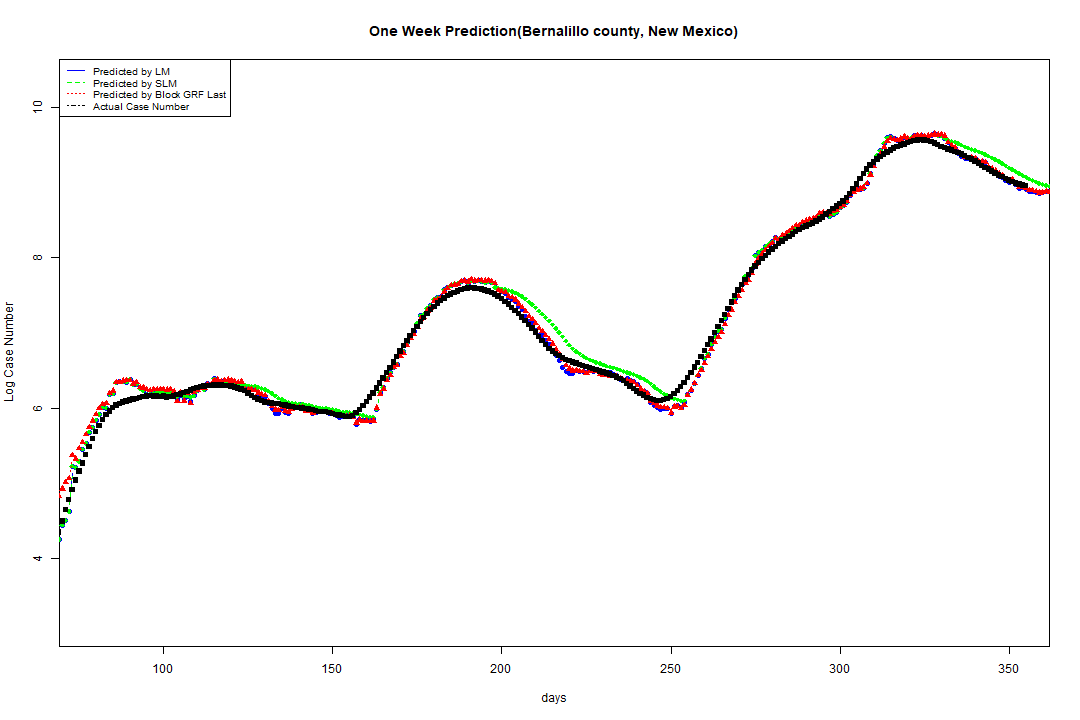 One Week Prediction(Bernalillo county, New Mexico)
Predicted by LM
Predicted by SLM
Predicted by Block GRF Last
Actual Case Number
10
8
6
4
Log Case Number
100 150 200 250 300 350
days